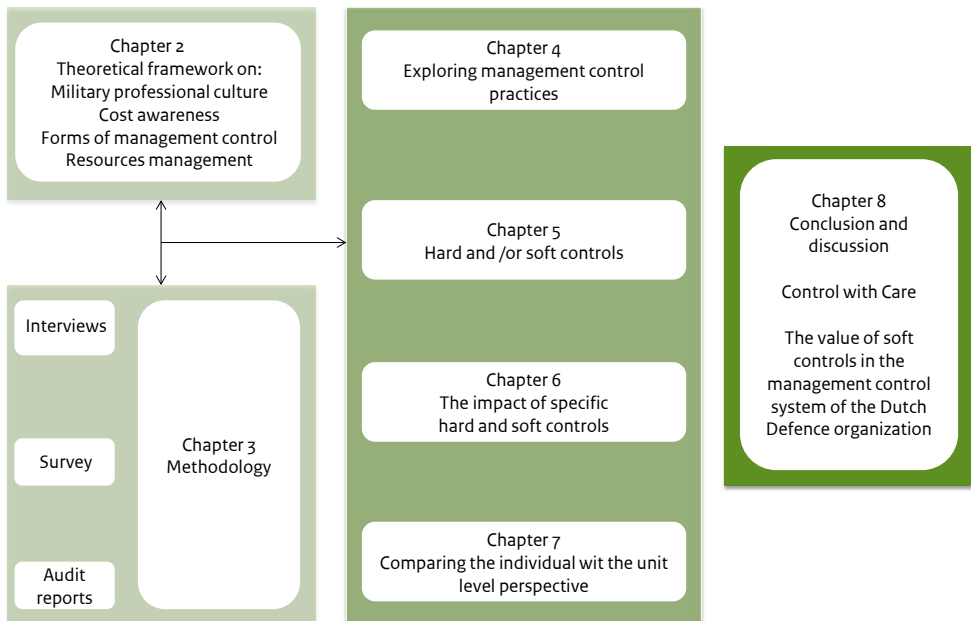 Chapter 2
Theoretical framework on:
Military professional culture
Cost awareness
Forms of management control
Resources management
Interviews
Survey
Audit
reports
Chapter 3
Methodology
Chapter 4
Exploring management control
practices
Chapter 5
Hard and /or soft controls
Chapter 6
The impact of specific
hard and soft controls
Chapter 7
Comparing the individual wit the unit
level perspective
Chapter 8
Conclusion and
discussion
Control with Care
The value of soft
controls in the
management control
system of the Dutch
Defence organization